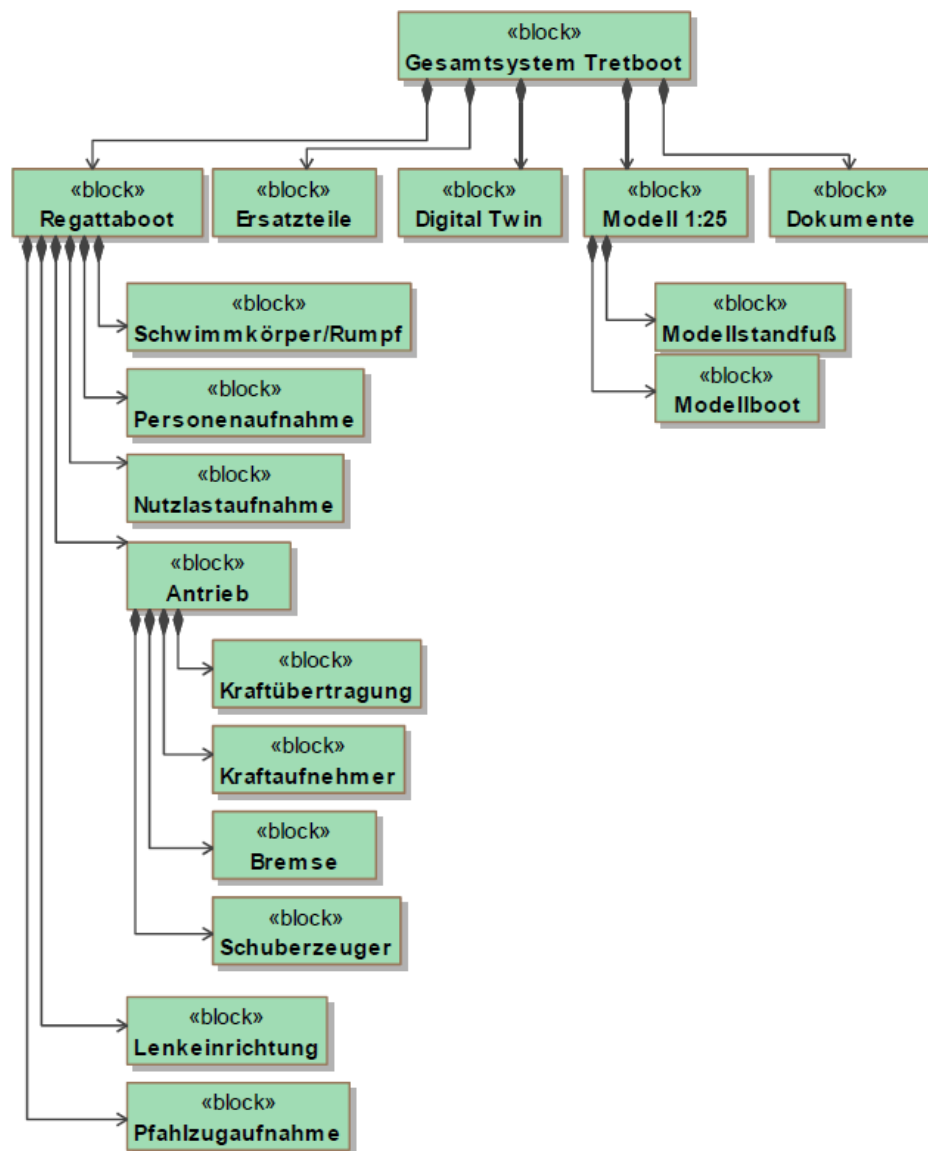 «block»
Gesamtsystem Tretboot
«block»
Regattaboot
«block»
Ersatzteile
«block»
Digital Twin
«block»
Modell 1:25
«block»
Dokumente
«block»
Schwimmkörper/Rumpf
«block»
Personenaufnahme
«block»
Nutzlastaufnahme
«block»
Antrieb
«block»
Kraftübertragung
«block»
Kraftaufnehmer
«block»
Bremse
«block»
Schuberzeuger
«block»
Lenkeinrichtung
«block»
Pfahlzugaufnahme
«block»
Modellstandfuß
«block»
Modellboot